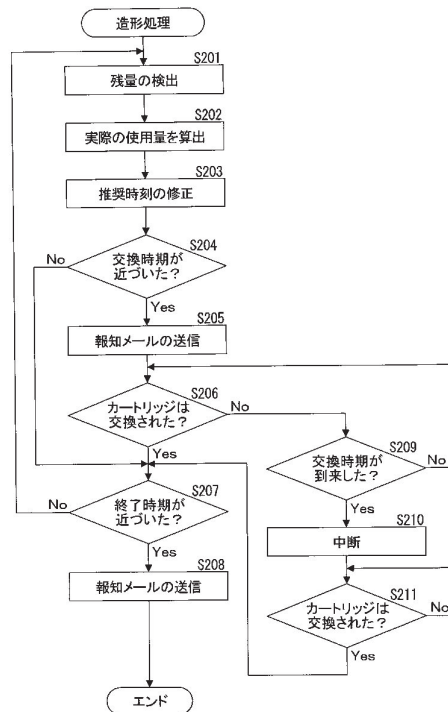 造形処理
S201
残量の検出
S202
実際の使用量を算出
S203
推奨時刻の修正
S204
交換時期が
近づいた？
No
Yes
S205
報知メールの送信
S206
カートリッジは
交換された？
No
Yes
S207
終了時期が
近づいた？
No
Yes
S208
報知メールの送信
S209
交換時期が
到来した？
No
Yes
S210
中断
S211
カートリッジは
交換された？
No
Yes
エンド